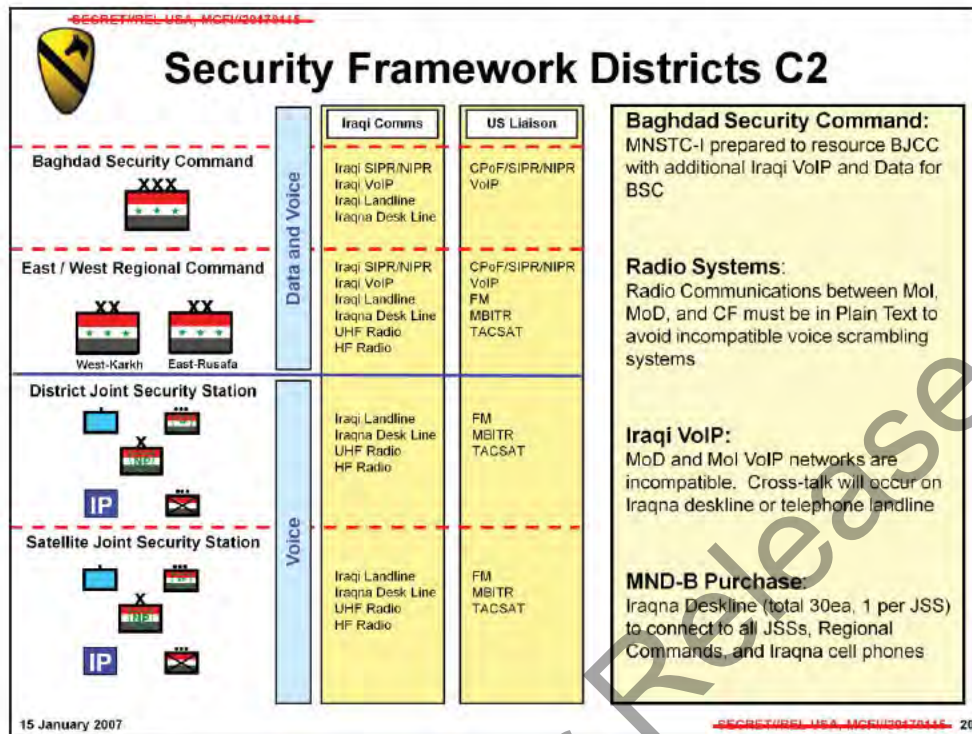 SECRET//REL USA, MCFI//20170115
Security Framework Districts C2
Iraqi Comms
US Liaison
Baghdad Security Command
XXX
Data and Voice
Iraqi SIPR/NIPR
Iraqi VoIP
Iraqi Landline
Iraqna Desk Line
CPoF/SIPR/NIPR
VoIP
East / West Regional Command
XX
XX
West-Karkh
East-Rusafa
Iraqi SIPR/NIPR
Iraqi VoIP
Iraqi Landline
Iraqna Desk Line
UHF Radio
HF Radio
CPoF/SIPR/NIPR
VoIP
FM
MBITR
TACSAT
District Joint Security Station
X
NP
IP
Voice
Iraqi Landline
Iraqna Desk Line
UHF Radio
HF Radio
FM
MBITR
TACSAT
Satellite Joint Security Station
X
NP
IP
Iraqi Landline
Iraqna Desk Line
UHF Radio
HF Radio
FM
MBITR
TACSAT
Baghdad Security Command:
MNSTC-I prepared to resource BJCC
with additional Iraqi VoIP and Data for
BSC
Radio Systems:
Radio Communications between MoI,
MoD, and CF must be in Plain Text to
avoid incompatible voice scrambling
systems
Iraqi VoIP:
MoD and MoI VoIP networks are
incompatible. Cross-talk will occur on
Iraqna deskline or telephone landline
MND-B Purchase:
Iraqna Deskline (total 30ea, 1 per JSS)
to connect to all JSSs, Regional
Commands, and Iraqna cell phones
Release
15 January 2007
SECRET//REL USA, MCFI//20170115
20